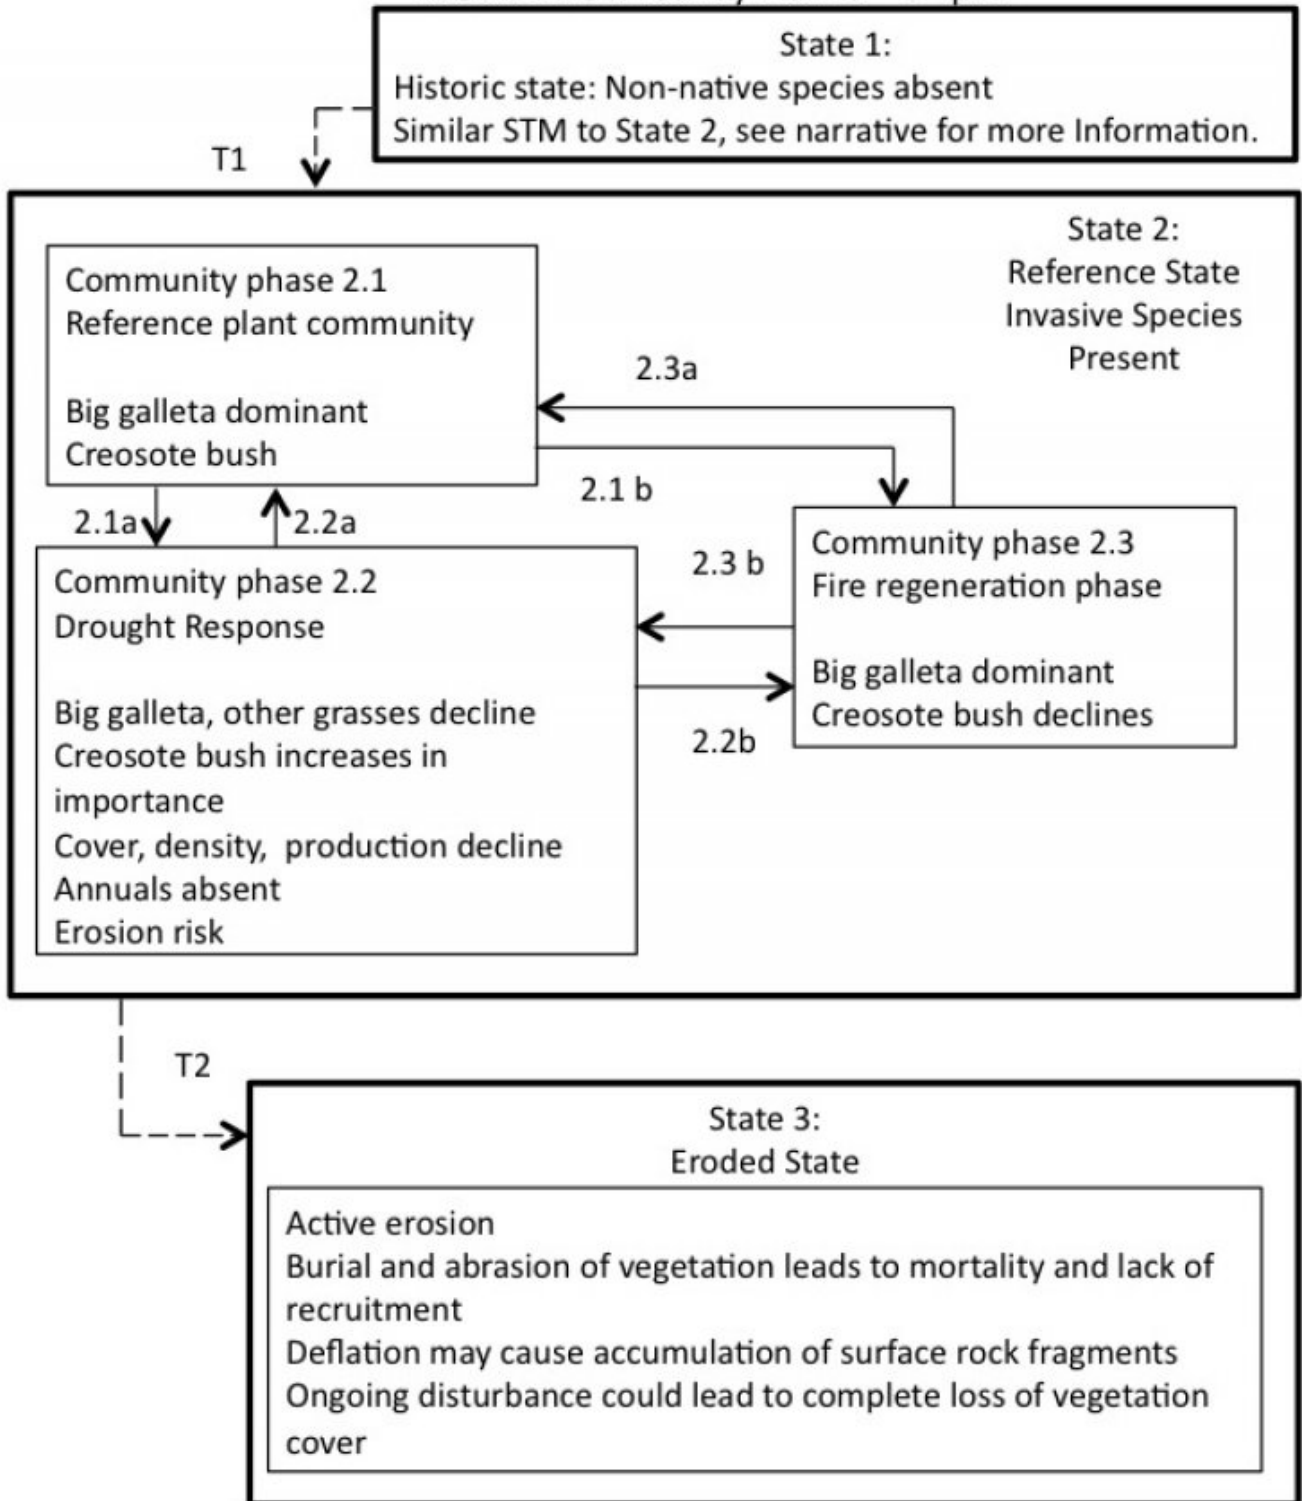 State 1:
Historic state: Non-native species absent
Similar STM to State 2, see narrative for more Information.
T1
State 2:
Reference State
Invasive Species
Present
Community phase 2.1
Reference plant community
Big galleta dominant
Creosote bush
2.3a
2.1 b
2.1a
2.2a
Community phase 2.2
Drought Response
Big galleta, other grasses decline
Creosote bush increases in
importance
Cover, density, production decline
Annuals absent
Erosion risk
2.3 b
2.2b
Community phase 2.3
Fire regeneration phase
Big galleta dominant
Creosote bush declines
T2
State 3:
Eroded State
Active erosion
Burial and abrasion of vegetation leads to mortality and lack of
recruitment
Deflation may cause accumulation of surface rock fragments
Ongoing disturbance could lead to complete loss of vegetation
cover